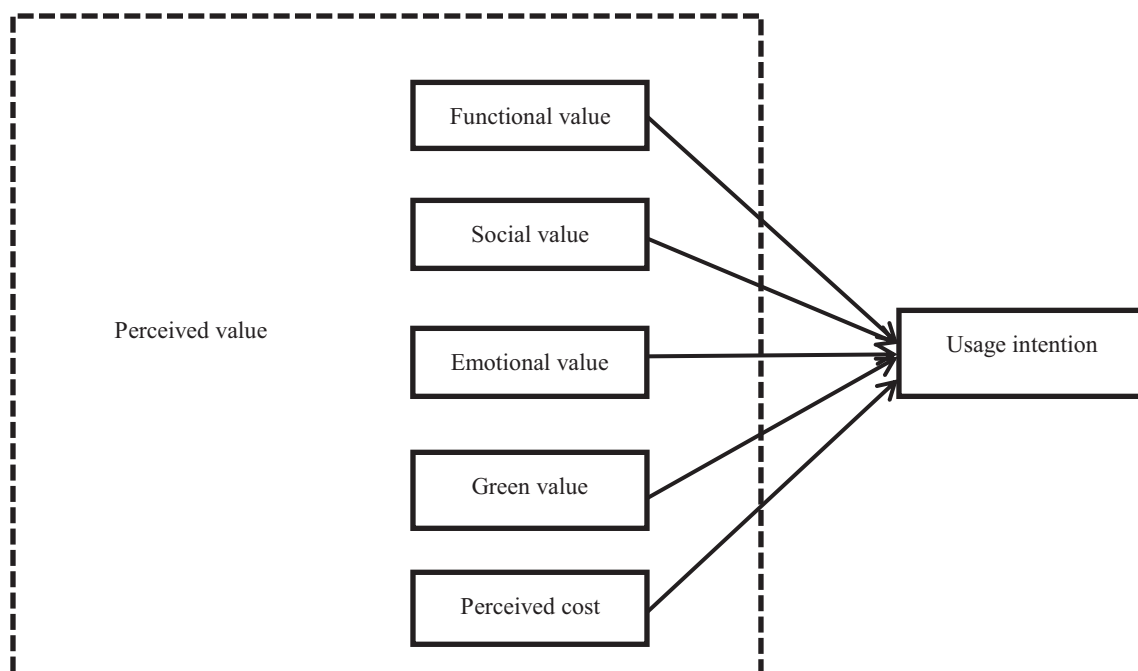 Functional value
Social value
Perceived value
Usage intention
Emotional value
Green value
Perceived cost